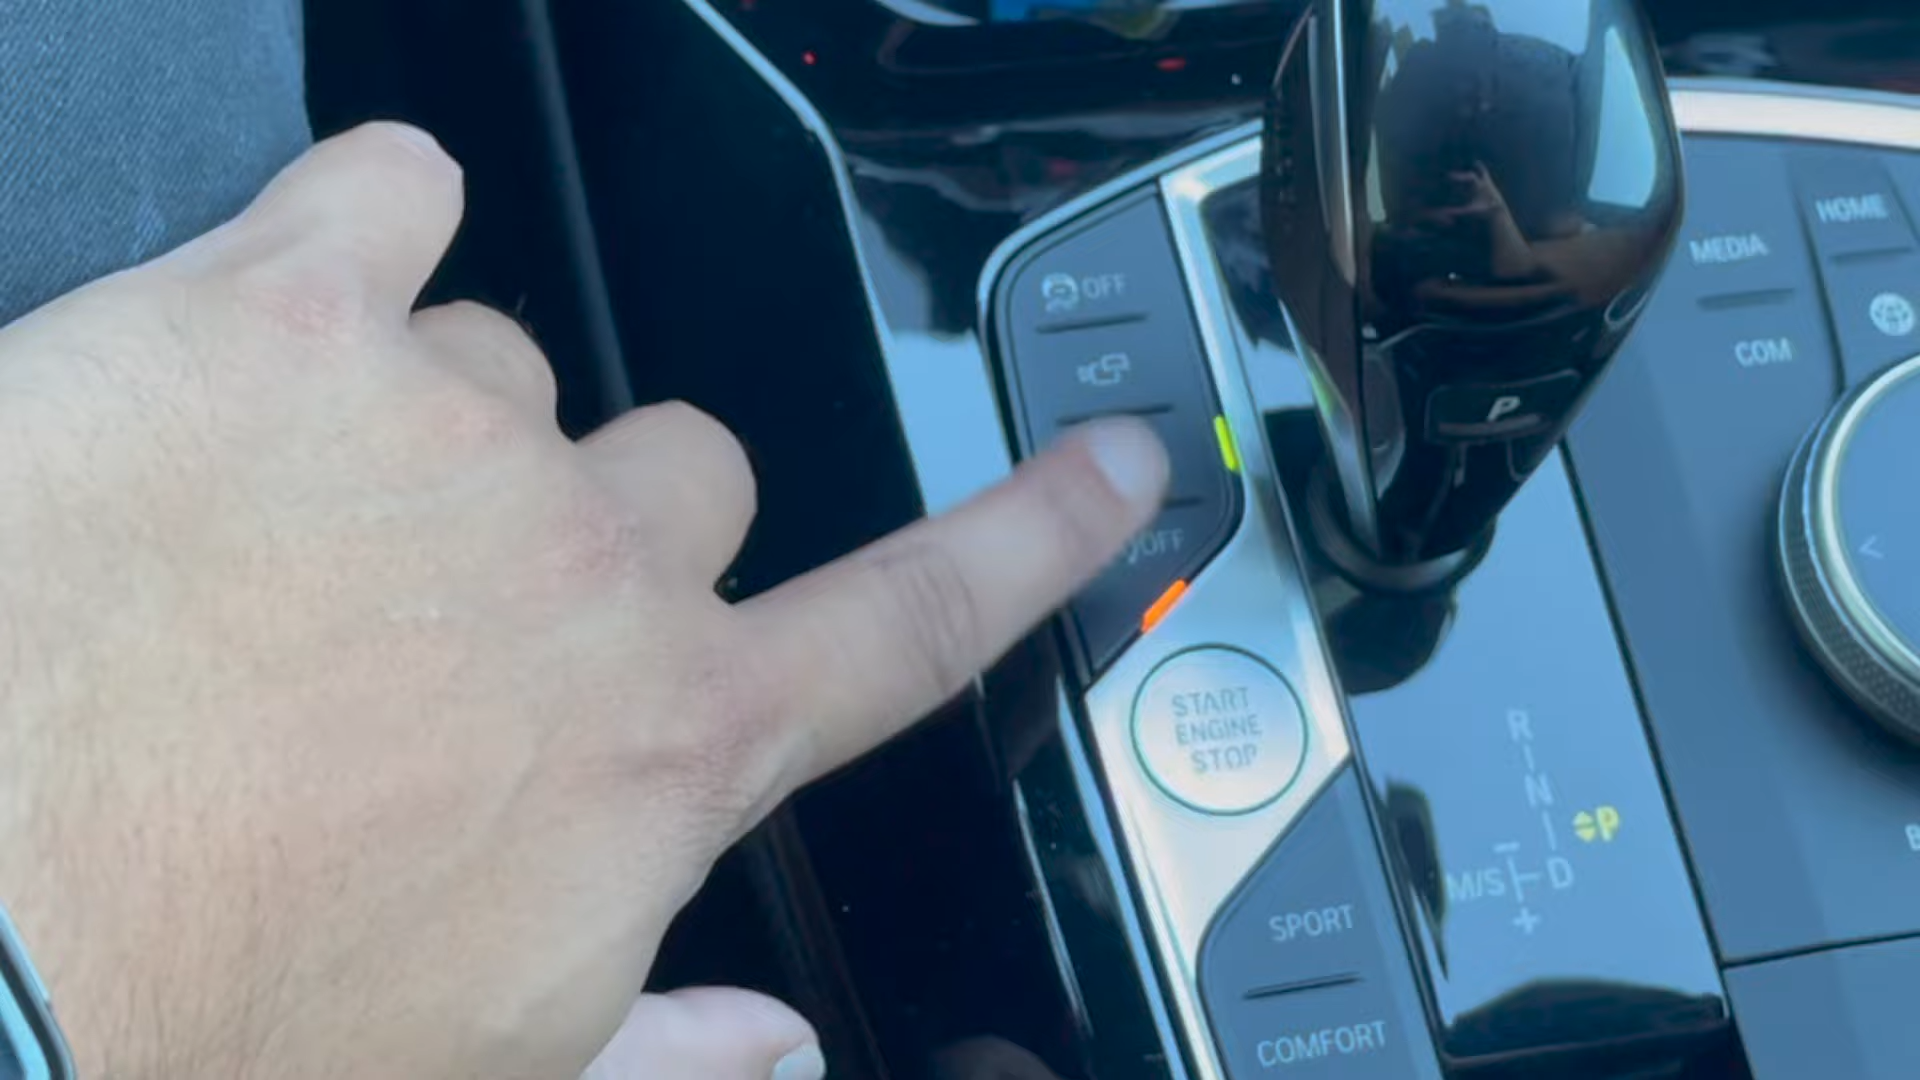 OFF
OFF
START
ENGINE
STOP
SPORT
COMFORT
P
R
N
P
M/S
D
+
MEDIA
HOME
COM